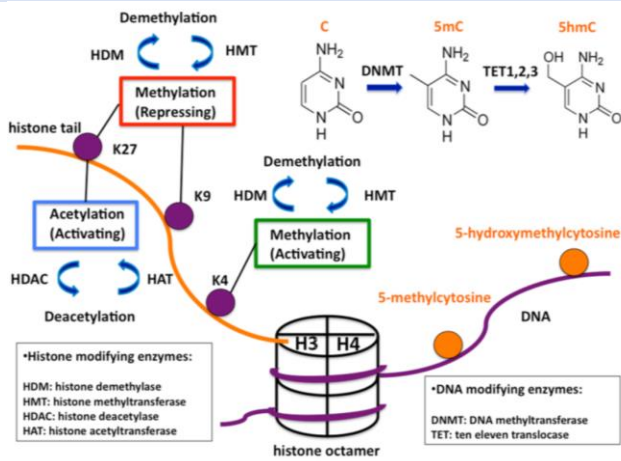 Demethylation
HDM
HMT
Methylation
(Repressing)
histone tail
K27
K9
Acetylation
(Activating)
HDAC
HAT
Deacetylation
C
5mC
5hmC
NH₂
N
N
H
O
DNMT
NH₂
N
N
H
O
TET1,2,3
OH
NH₂
N
N
H
O
Demethylation
HDM
HMT
Methylation
(Activating)
K4
5-hydroxymethylcytosine
5-methylcytosine
DNA
H3
H4
histone octamer
•Histone modifying enzymes:
HDM: histone demethylase
HMT: histone methyltransferase
HDAC: histone deacetylase
HAT: histone acetyltransferase
•DNA modifying enzymes:
DNMT: DNA methyltransferase
TET: ten eleven translocase